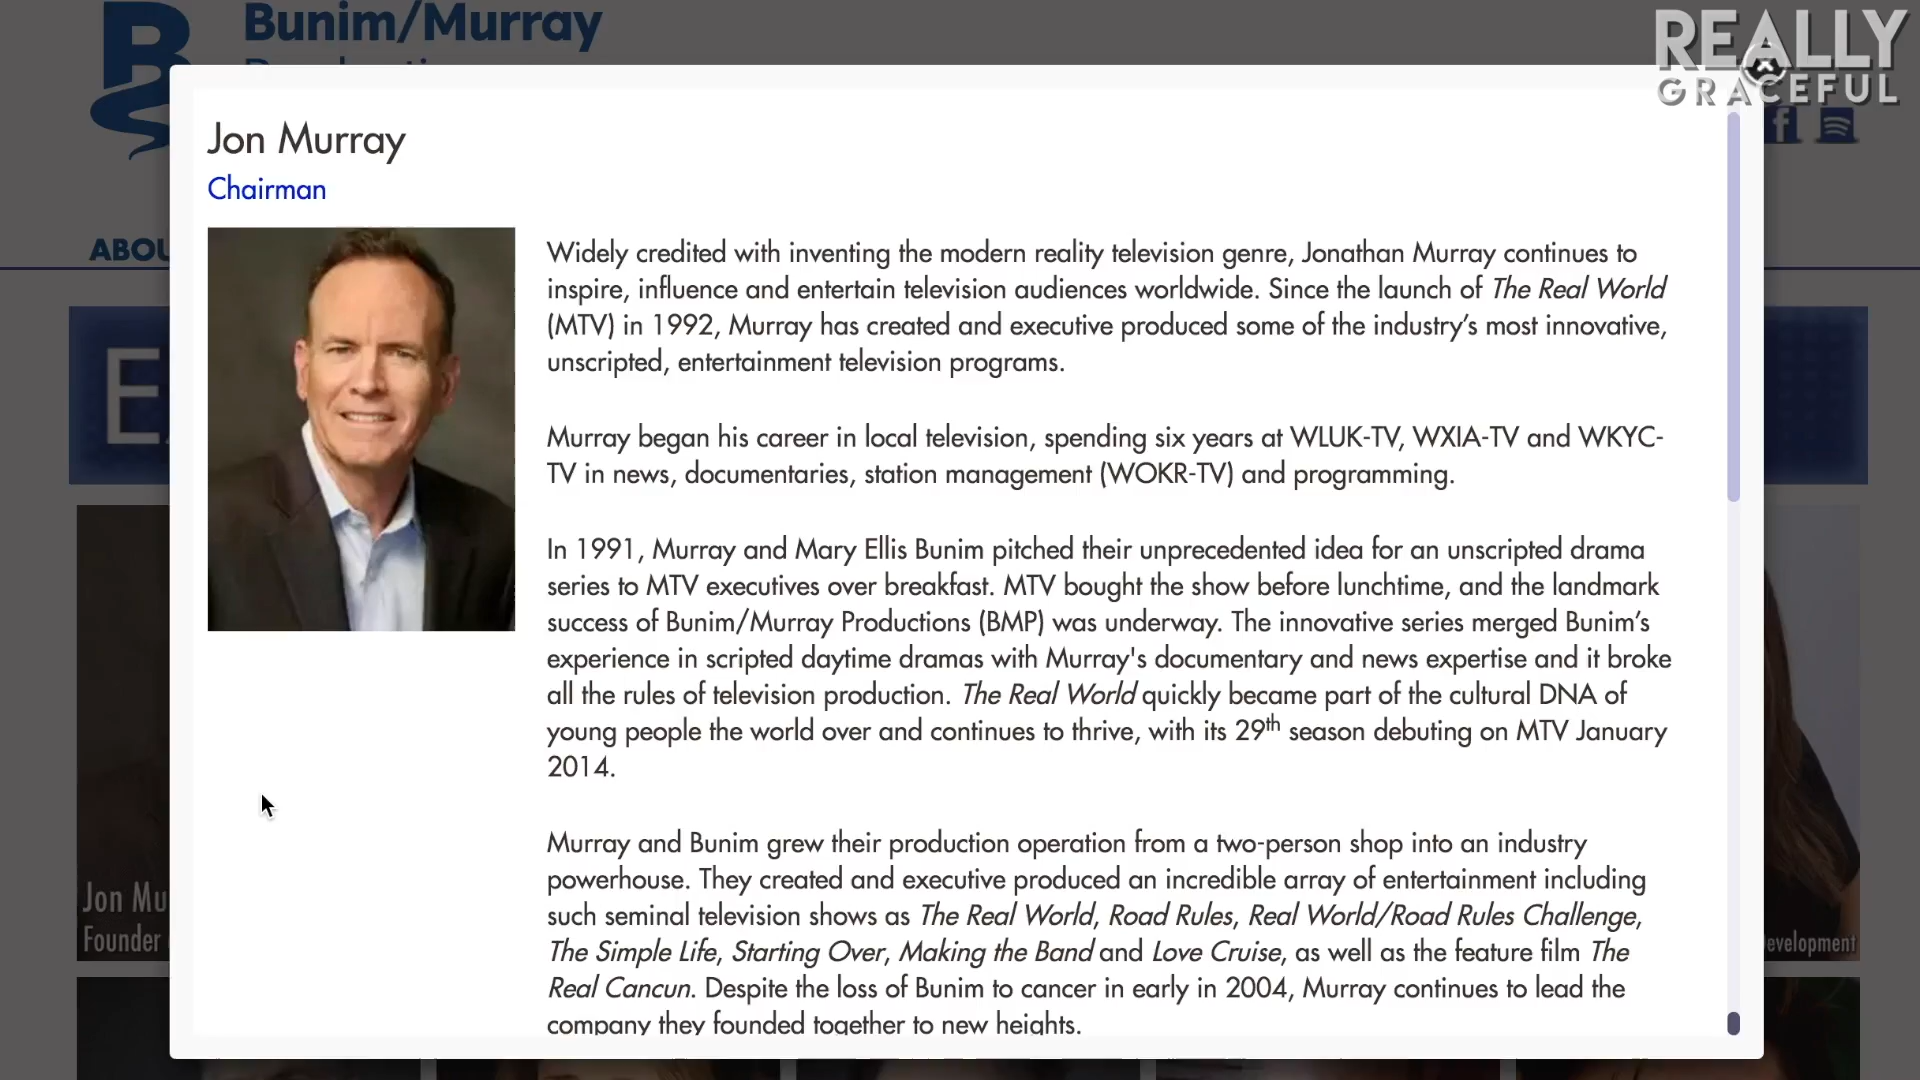 Bunim/Murray
REALLY
GRACEFUL
Jon Murray
Chairman
ABOU
Widely credited with inventing the modern reality television genre, Jonathan Murray continues to
inspire, influence and entertain television audiences worldwide. Since the launch of The Real World
(MTV) in 1992, Murray has created and executive produced some of the industry's most innovative,
unscripted, entertainment television programs.
Murray began his career in local television, spending six years at WLUK-TV, WXIA-TV and WKYC-
TV in news, documentaries, station management (WOKR-TV) and programming.
In 1991, Murray and Mary Ellis Bunim pitched their unprecedented idea for an unscripted drama
series to MTV executives over breakfast. MTV bought the show before lunchtime, and the landmark
success of Bunim/Murray Productions (BMP) was underway. The innovative series merged Bunim's
experience in scripted daytime dramas with Murray's documentary and news expertise and it broke
all the rules of television production. The Real World quickly became part of the cultural DNA of
young people the world over and continues to thrive, with its 29th season debuting on MTV January
2014.
Murray and Bunim grew their production operation from a two-person shop into an industry
powerhouse. They created and executive produced an incredible array of entertainment including
such seminal television shows as The Real World, Road Rules, Real World/Road Rules Challenge,
The Simple Life, Starting Over, Making the Band and Love Cruise, as well as the feature film The
Real Cancun. Despite the loss of Bunim to cancer in early in 2004, Murray continues to lead the
company they founded together to new heights.
Jon Mu
Founder
evelopment